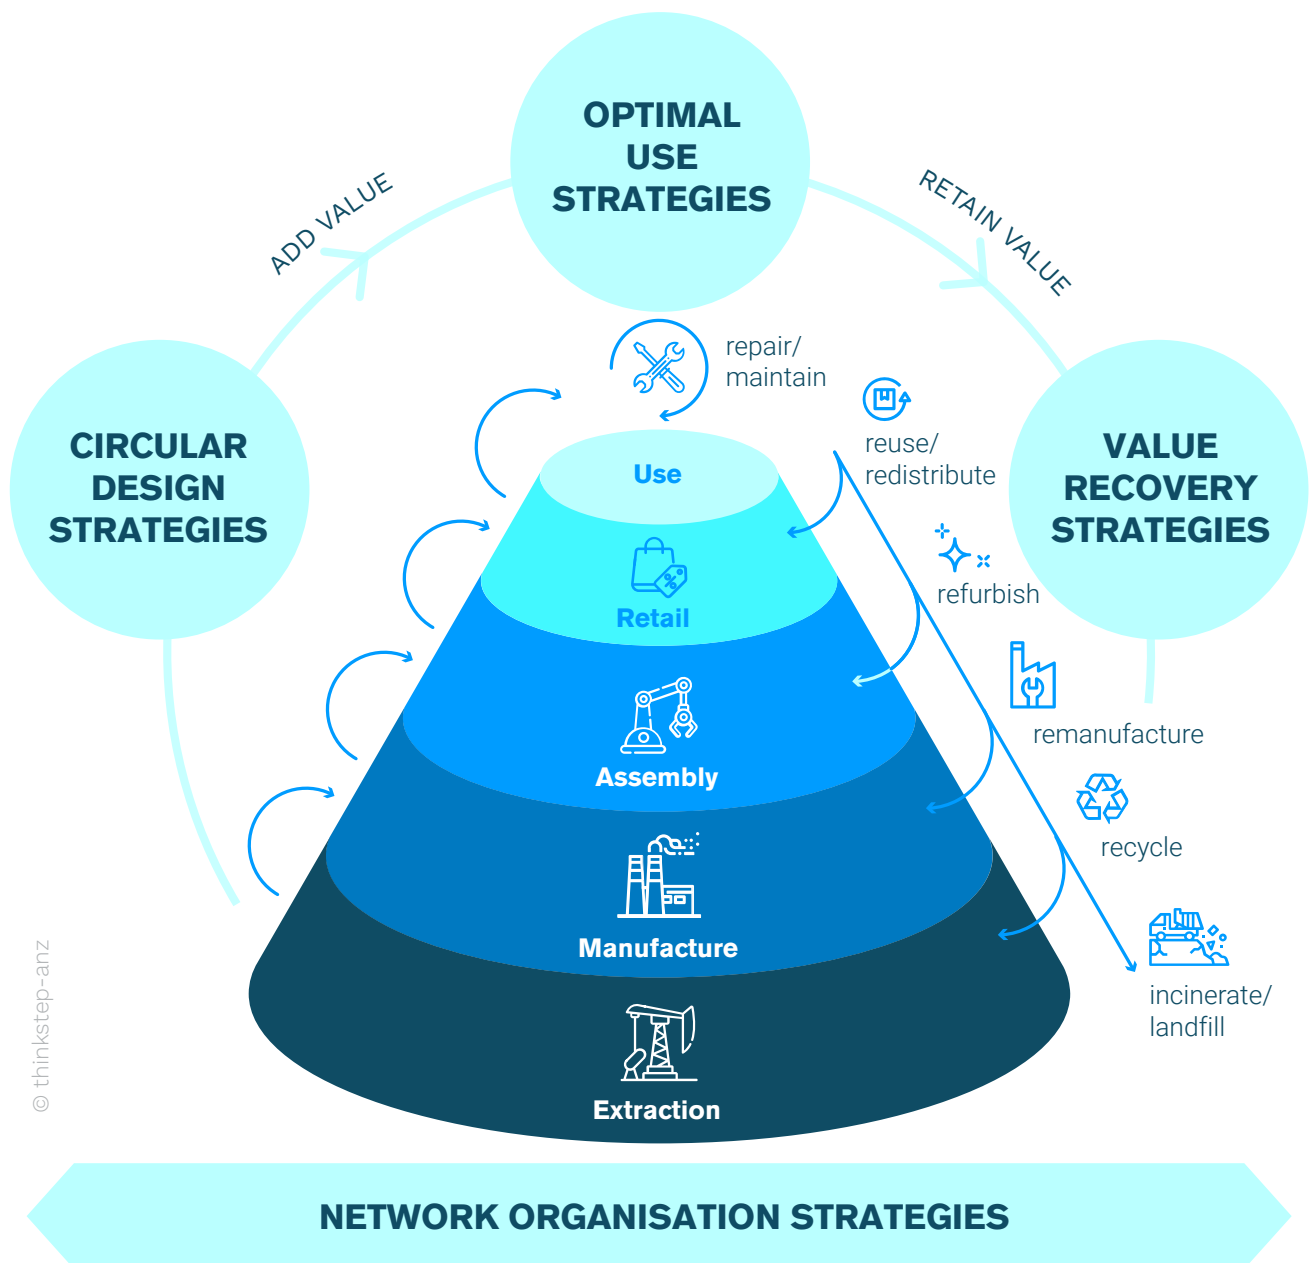 OPTIMAL
USE
STRATEGIES
ADD VALUE
RETAIN VALUE
CIRCULAR
DESIGN
STRATEGIES
VALUE
RECOVERY
STRATEGIES
repair/
maintain
reuse/
redistribute
refurbish
remanufacture
recycle
incinerate/
landfill
Use
%
Retail
Assembly
Manufacture
Extraction
© thinkstep-anz
NETWORK ORGANISATION STRATEGIES